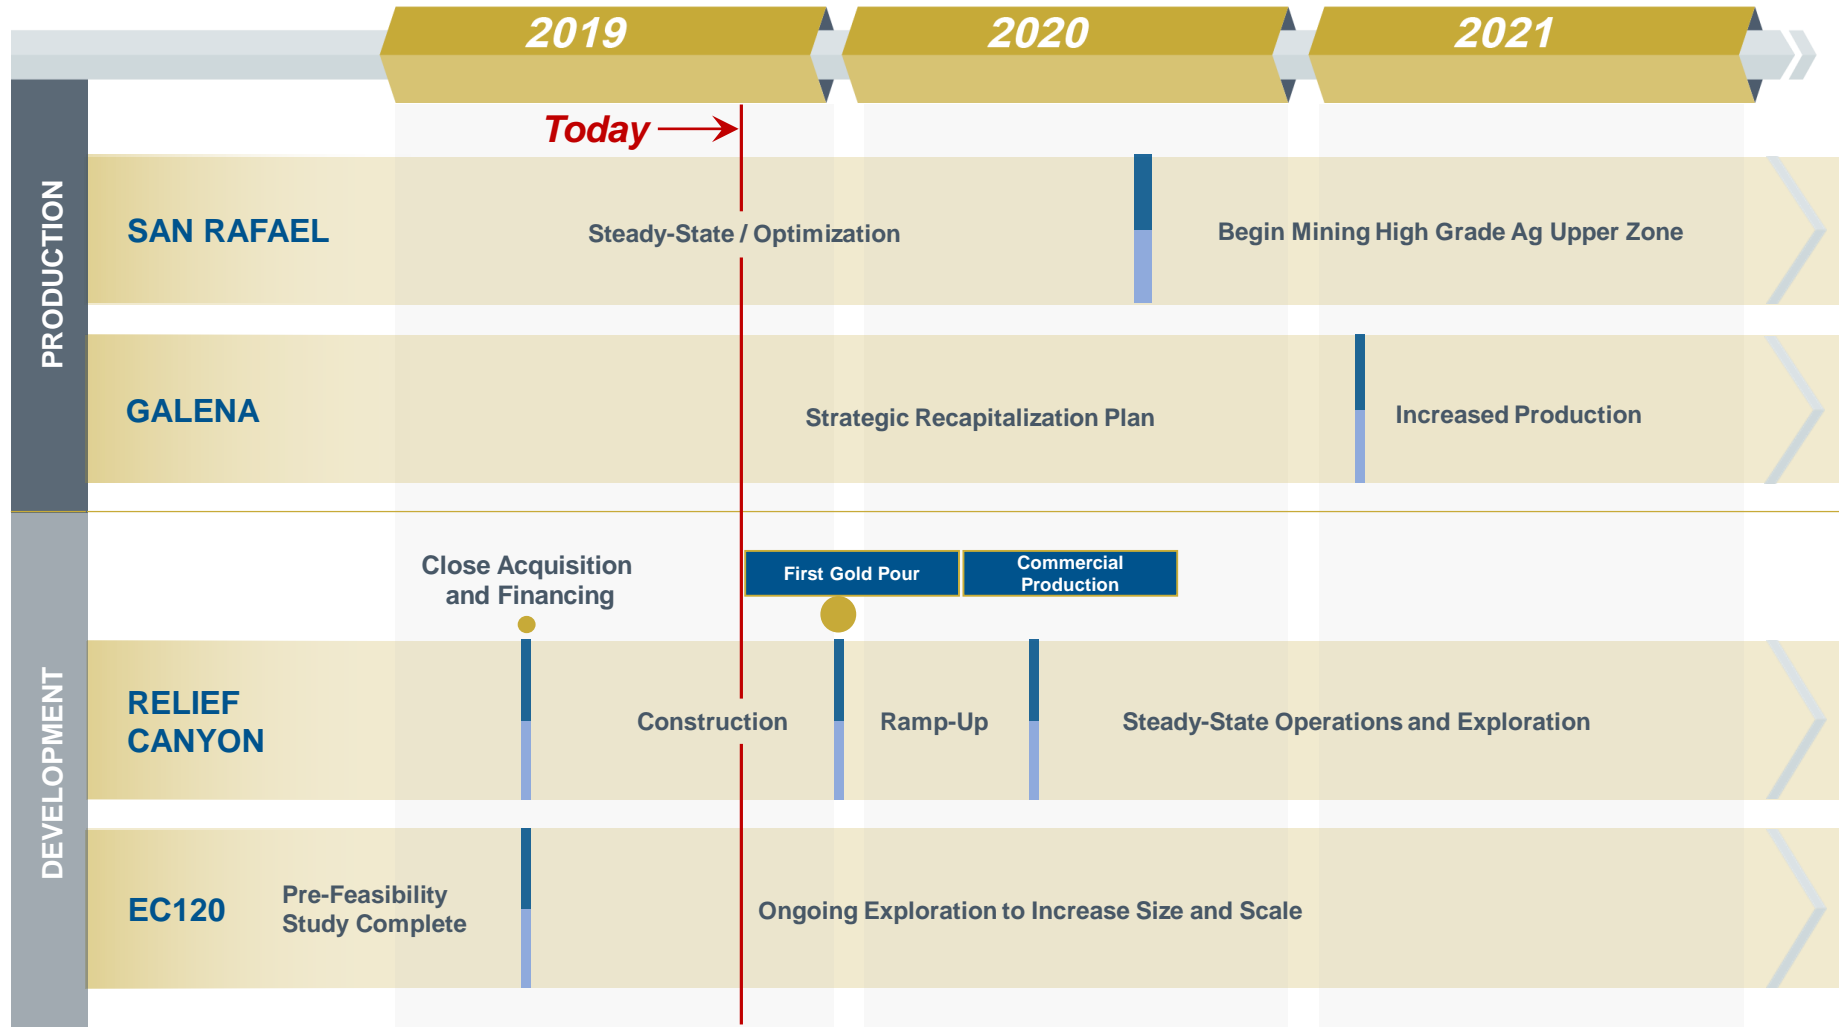 2019
2020
2021
Today
PRODUCTION
SAN RAFAEL
Steady-State / Optimization
Begin Mining High Grade Ag Upper Zone
GALENA
Strategic Recapitalization Plan
Increased Production
DEVELOPMENT
Close Acquisition
and Financing
First Gold Pour
Commercial
Production
RELIEF
CANYON
Construction
Ramp-Up
Steady-State Operations and Exploration
EC120
Pre-Feasibility
Study Complete
Ongoing Exploration to Increase Size and Scale